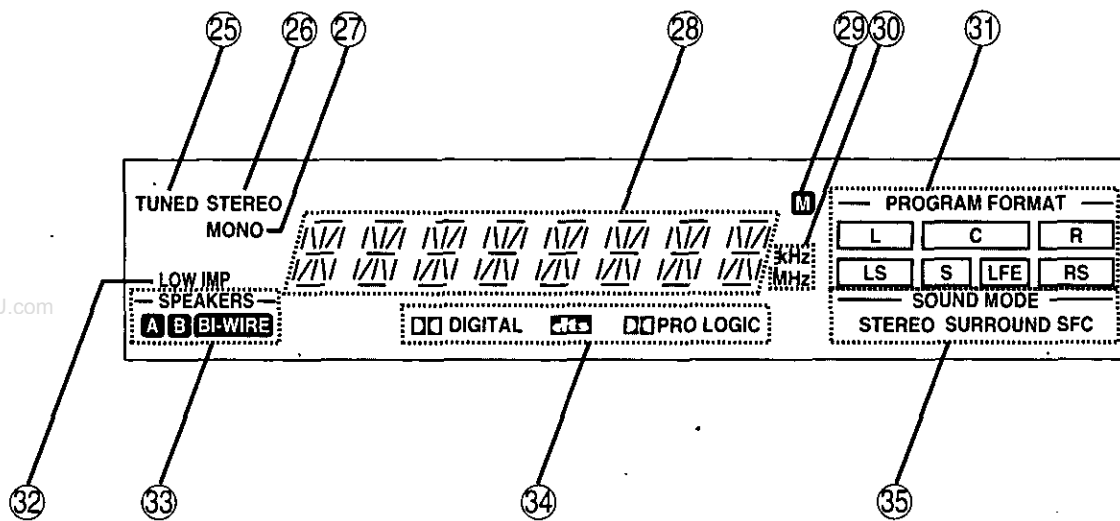 25 26 27 28 29 30 31
TUNED STEREO
MONO
M
kHz
MHz
PROGRAM FORMAT
L C R
LS S LFE RS
LOW IMP
SPEAKERS
A B BI-WIRE
DIGITAL dts PRO LOGIC
SOUND MODE
STEREO SURROUND SFC
J.com
32 33 34 35